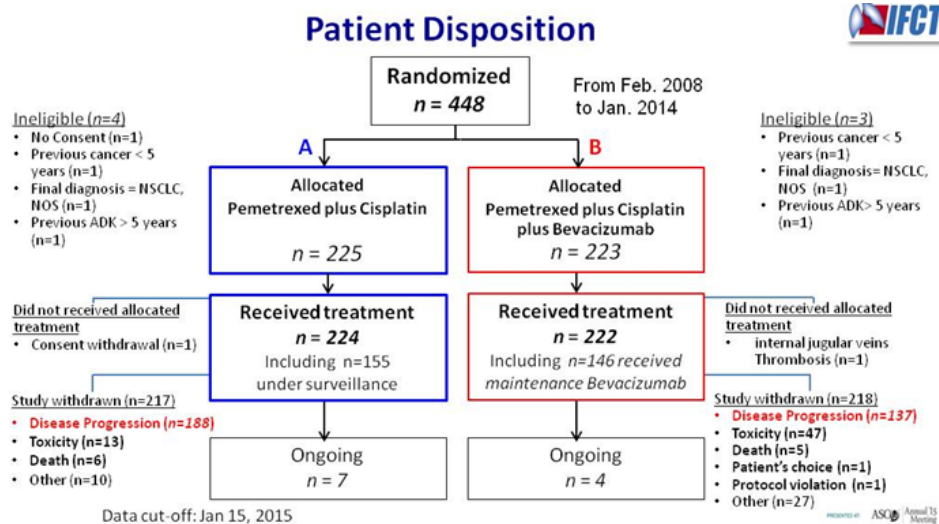 Patient Disposition
IFCT
Randomized
n = 448
From Feb. 2008
to Jan. 2014
Ineligible (n=4)
• No Consent (n=1)
• Previous cancer < 5
years (n=1)
• Final diagnosis = NSCLC,
NOS (n=1)
• Previous ADK > 5 years
(n=1)
Ineligible (n=3)
• Previous cancer < 5
years (n=1)
• Final diagnosis= NSCLC,
NOS (n=1)
• Previous ADK> 5 years
(n=1)
A
B
Allocated
Pemetrexed plus Cisplatin
n = 225
Allocated
Pemetrexed plus Cisplatin
plus Bevacizumab
n = 223
Did not received allocated
treatment
• Consent withdrawal (n=1)
Received treatment
n = 224
Including n=155
under surveillance
Received treatment
n = 222
Including n=146 received
maintenance Bevacizumab
Did not received allocated
treatment
• internal jugular veins
Thrombosis (n=1)
Study withdrawn (n=217)
• Disease Progression (n=188)
• Toxicity (n=13)
• Death (n=6)
• Other (n=10)
Study withdrawn (n=218)
• Disease Progression (n=137)
• Toxicity (n=47)
• Death (n=5)
• Patient's choice (n=1)
• Protocol violation (n=1)
• Other (n=27)
Ongoing
n = 7
Ongoing
n = 4
Data cut-off: Jan 15, 2015
PRESENTED AT:
ASCO
Annual '15
Meeting